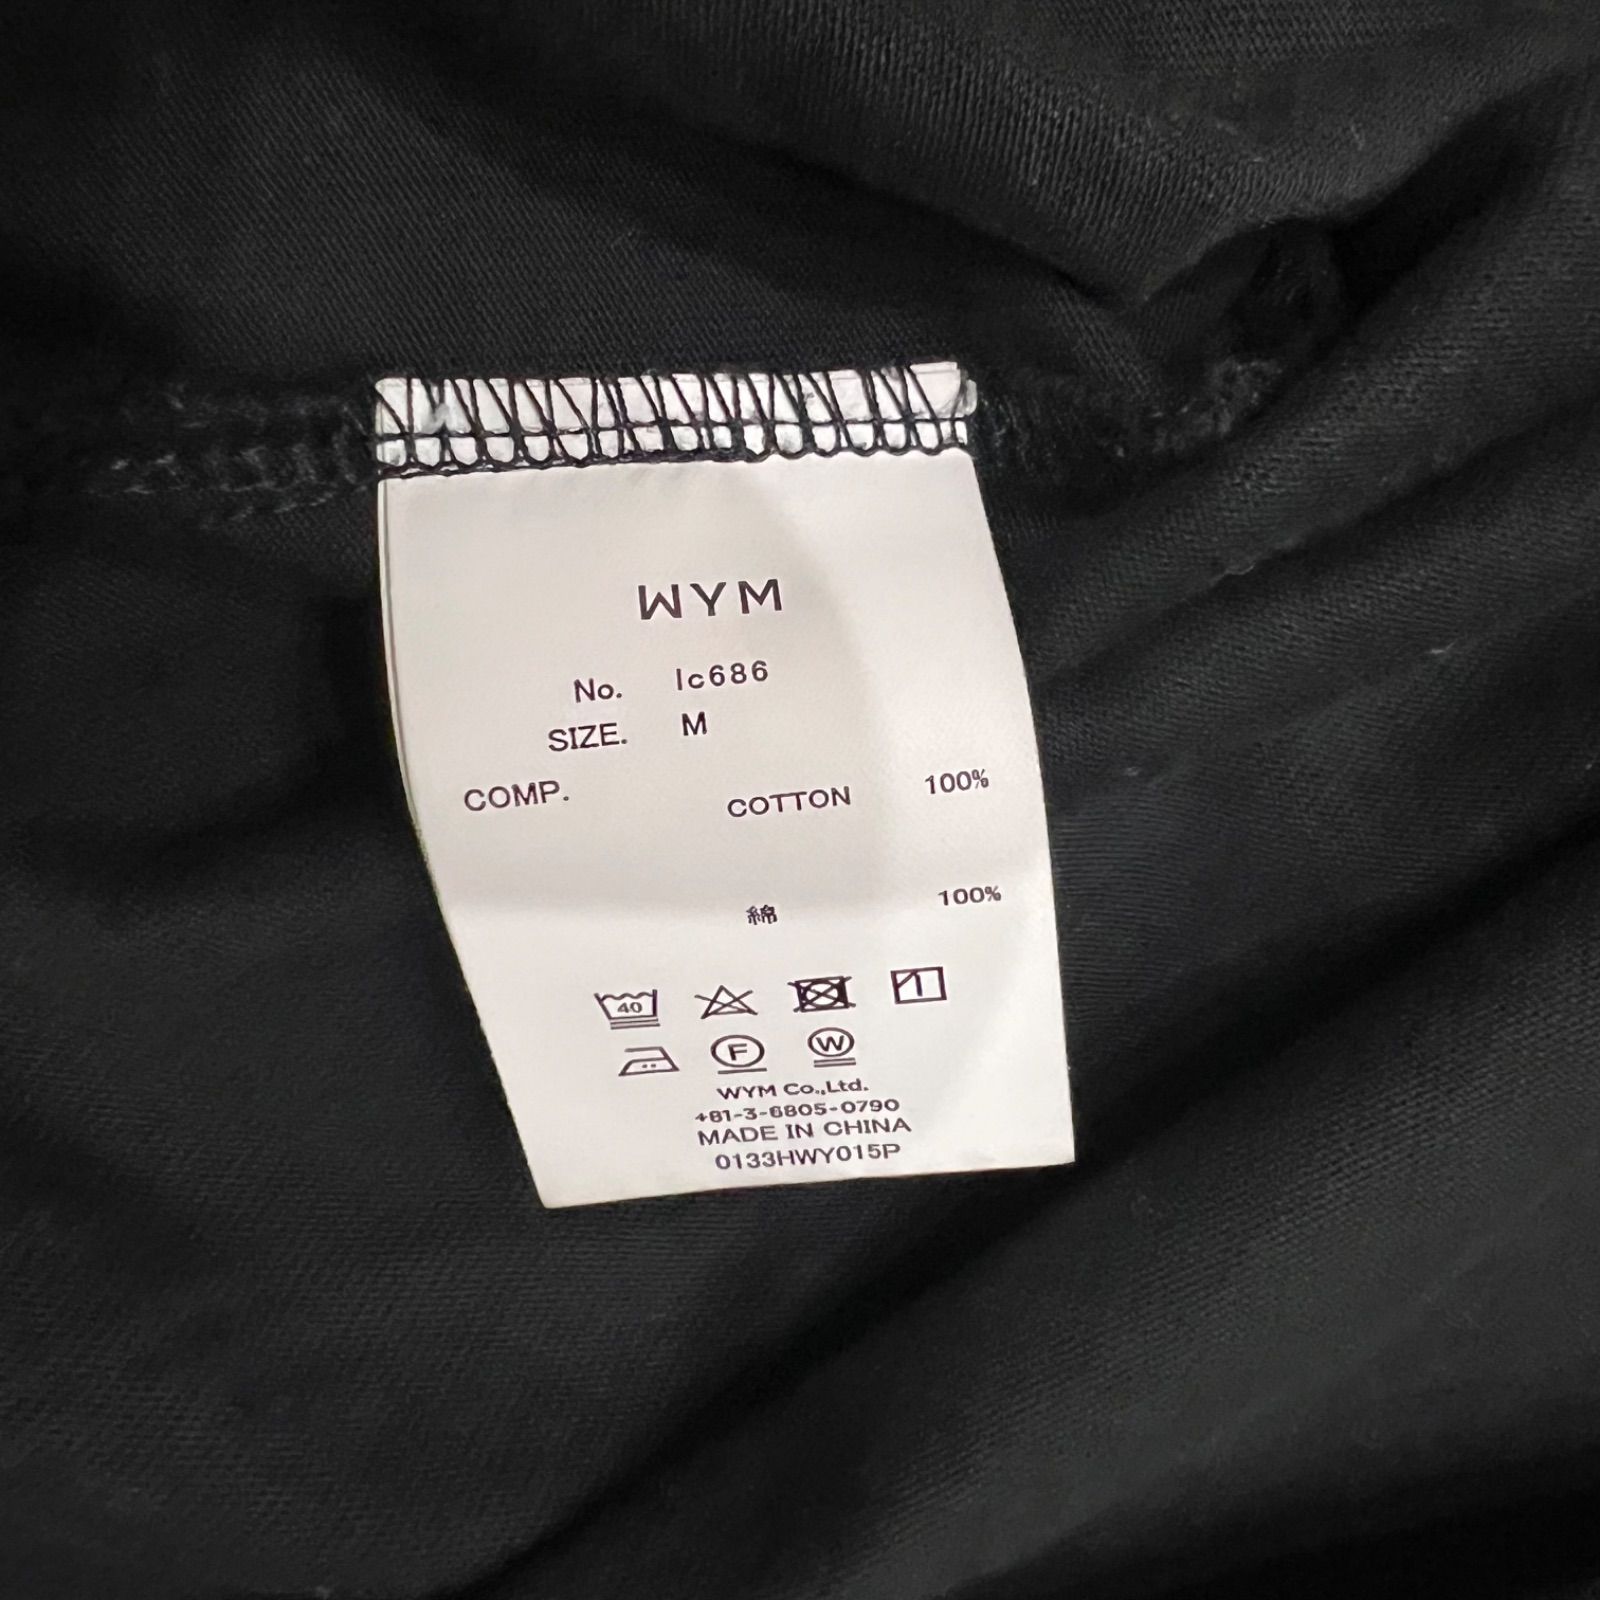 WYM
No. lc686
SIZE. M
COMP. COTTON 100%
綿 100%
40
F W
WYM Co.,Ltd.
+81-3-6805-0790
MADE IN CHINA
0133HWY015P